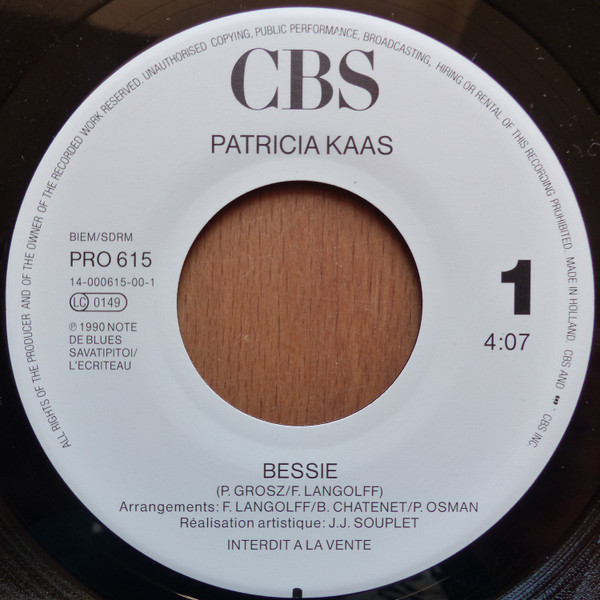 ALL RIGHTS OF THE PRODUCER AND OF THE OWNER OF THE RECORDED WORK RESERVED. UNAUTHORISED COPYING, PUBLIC PERFORMANCE, BROADCASTING, HIRING OR RENTAL OF THIS RECORDING PROHIBITED. MADE IN HOLLAND. CBS AND ° CBS INC.
CBS
PATRICIA KAAS
BIEM/SDRM
PRO 615
14-000615-00-1
LC 0149
℗ 1990 NOTE
DE BLUES
SAVATIPITOI/
L'ECRITEAU
1
4:07
BESSIE
(P. GROSZ/F. LANGOLFF)
Arrangements: F. LANGOLFF/B. CHATENET/P. OSMAN
Réalisation artistique: J.J. SOUPLET
INTERDIT A LA VENTE